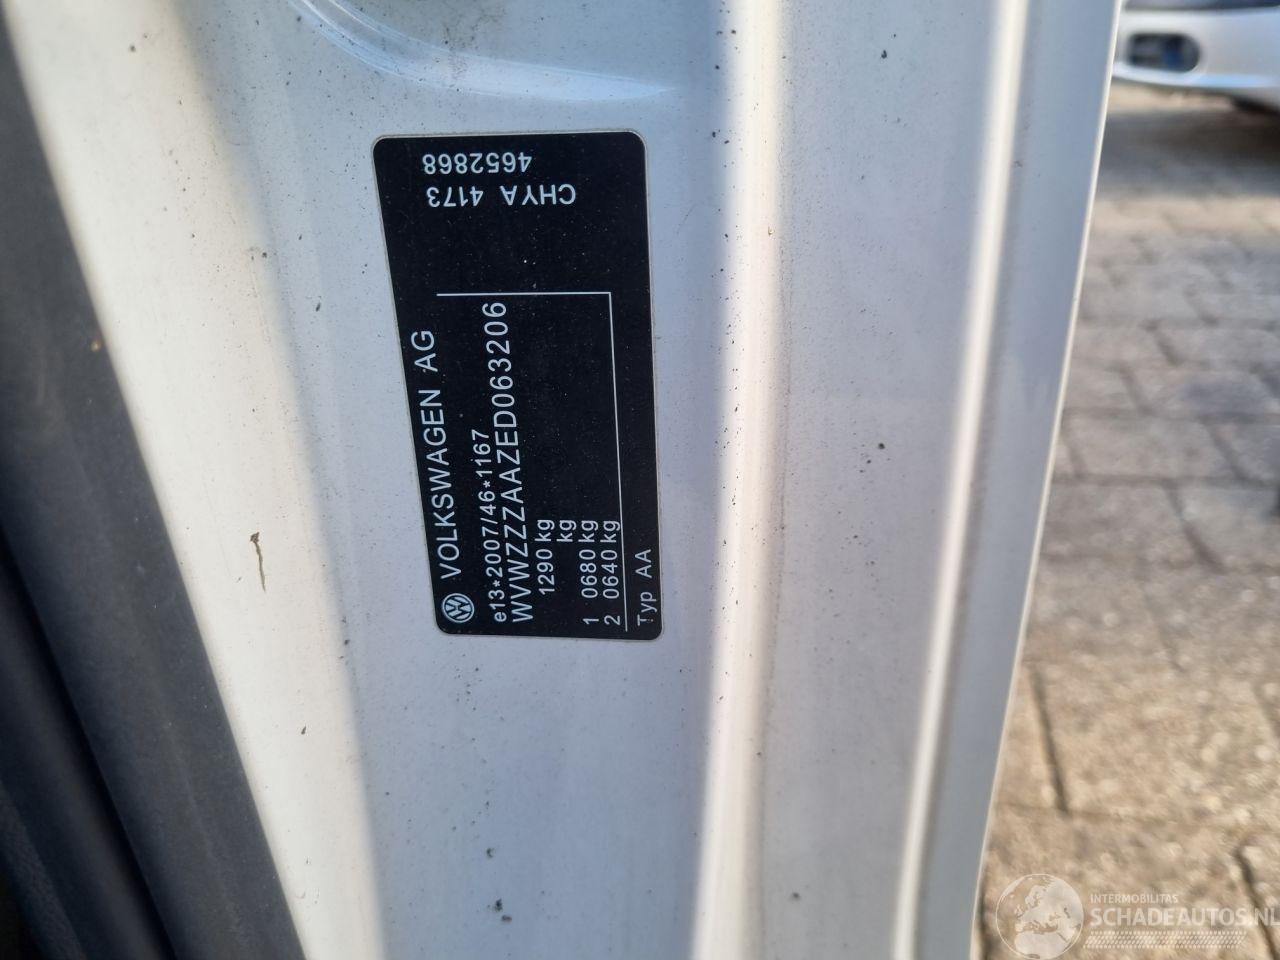 VOLKSWAGEN AG
e13*2007/46*1167
WVWZZZAAZED063206
1290 kg
kg
1 0680 kg
2 0640 kg
Typ AA
CHYA 4173
4652868
INTERMOBILITAS
SCHADEAUTOS.NL